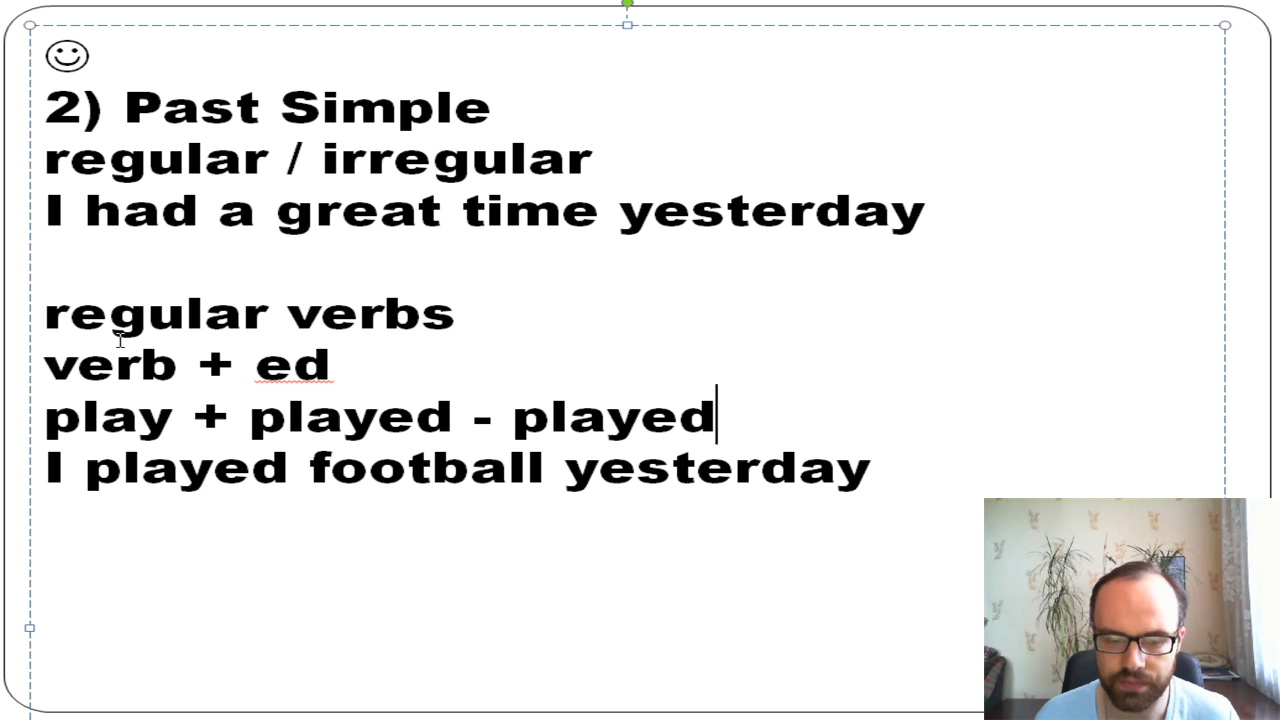 2) Past Simple
regular / irregular
I had a great time yesterday
regular verbs
verb + ed
play + played - played
I played football yesterday